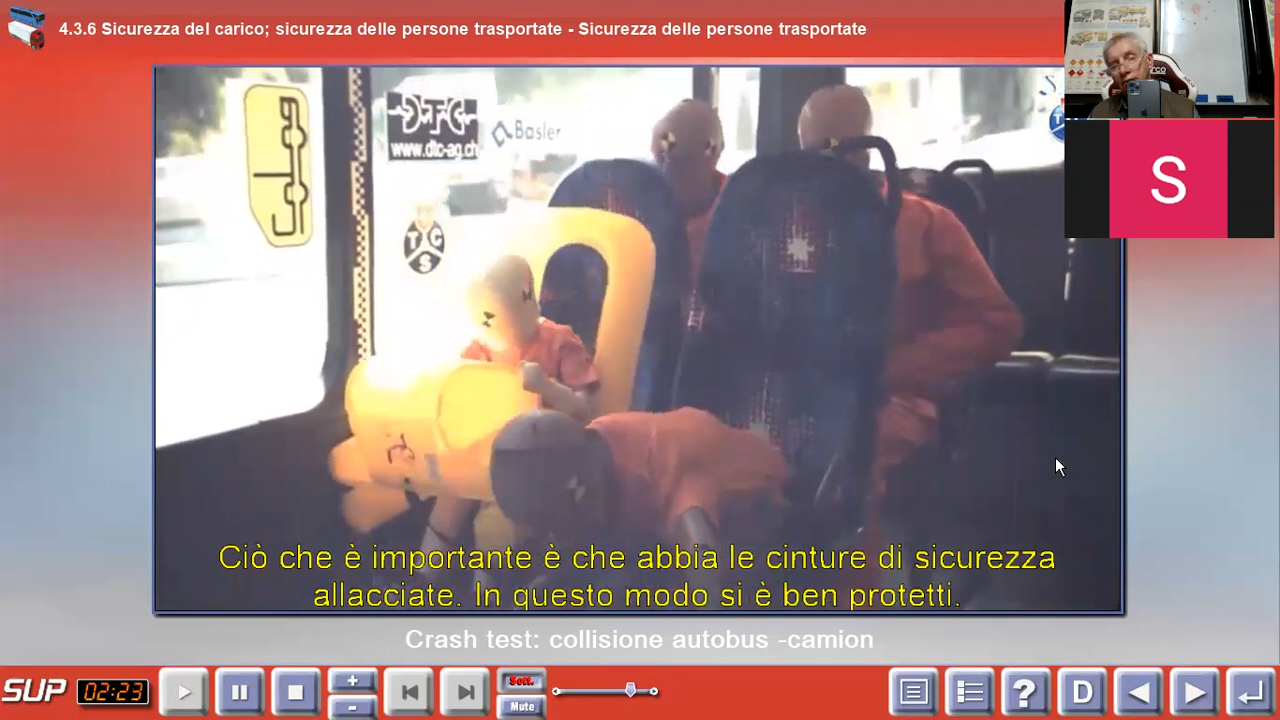 4.3.6 Sicurezza del carico; sicurezza delle persone trasportate - Sicurezza delle persone trasportate
DTC
www.dtc-ag.ch
Basler
TCS
S
Ciò che è importante è che abbia le cinture di sicurezza
allacciate. In questo modo si è ben protetti.
Crash test: collisione autobus -camion
SUP
02:23
+
-
Sott.
Mute
?
D